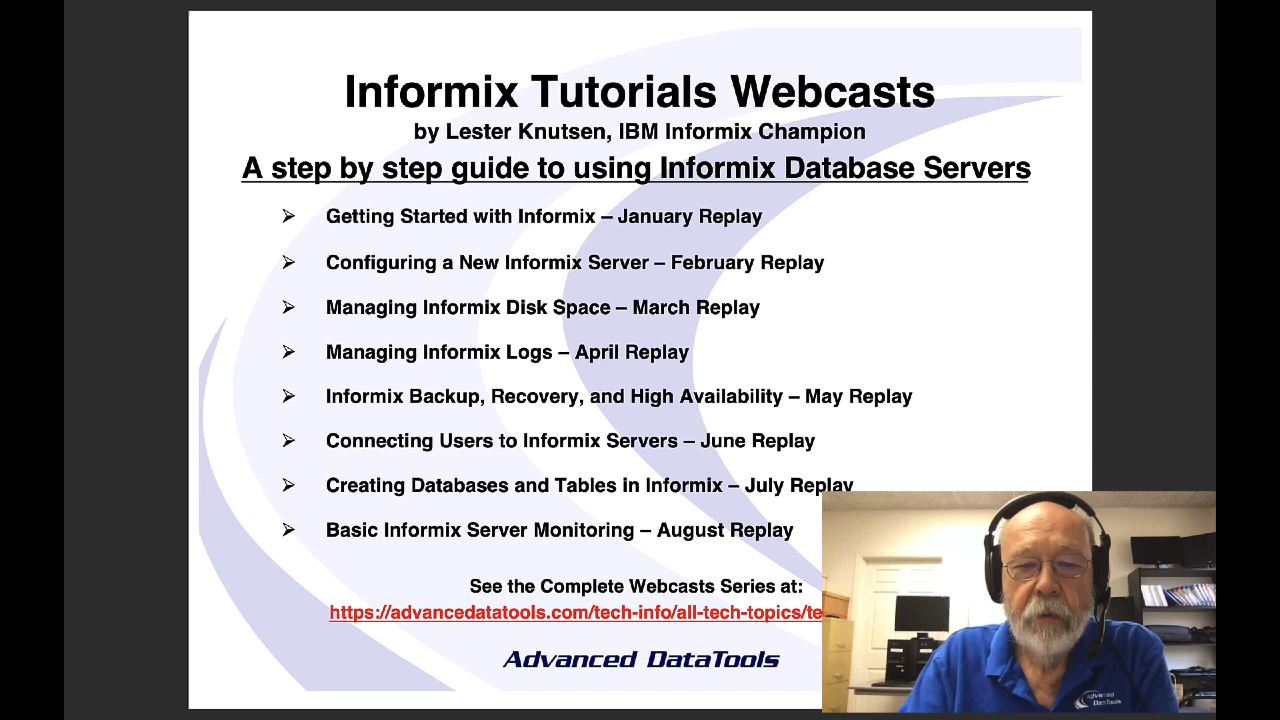 Informix Tutorials Webcasts
by Lester Knutsen, IBM Informix Champion
A step by step guide to using Informix Database Servers
➢ Getting Started with Informix – January Replay
➢ Configuring a New Informix Server – February Replay
➢ Managing Informix Disk Space – March Replay
➢ Managing Informix Logs – April Replay
➢ Informix Backup, Recovery, and High Availability – May Replay
➢ Connecting Users to Informix Servers – June Replay
➢ Creating Databases and Tables in Informix – July Replay
➢ Basic Informix Server Monitoring – August Replay
See the Complete Webcasts Series at:
https://advancedatatools.com/tech-info/all-tech-topics/te
Advanced DataTools
Advanced
DataTools